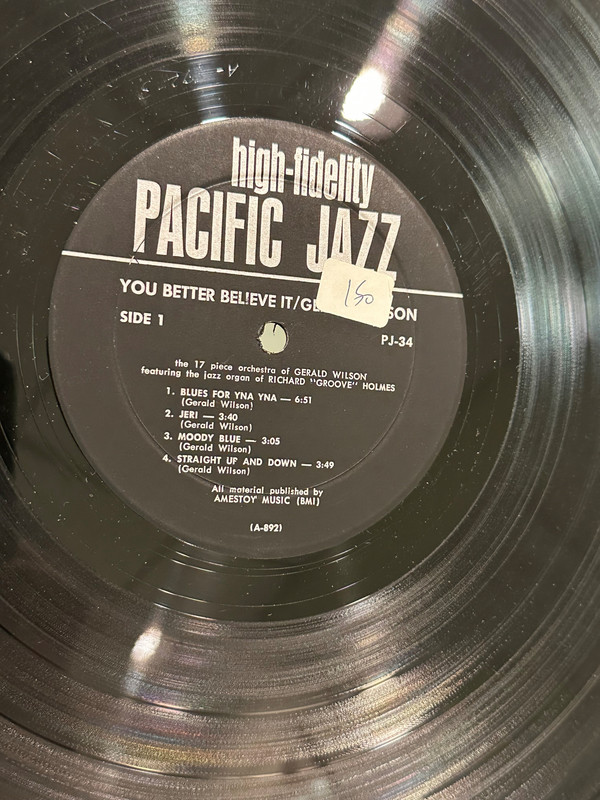 high-fidelity
PACIFIC JAZZ
150
YOU BETTER BELIEVE IT/GE SON
SIDE 1
PJ-34
the 17 piece orchestra of GERALD WILSON
featuring the jazz organ of RICHARD "GROOVE" HOLMES
1. BLUES FOR YNA YNA — 6:51
(Gerald Wilson)
2. JERI — 3:40
(Gerald Wilson)
3. MOODY BLUE — 3:05
(Gerald Wilson)
4. STRAIGHT UP AND DOWN — 3:49
(Gerald Wilson)
All material published by
AMESTOY MUSIC (BMI)
(A-892)